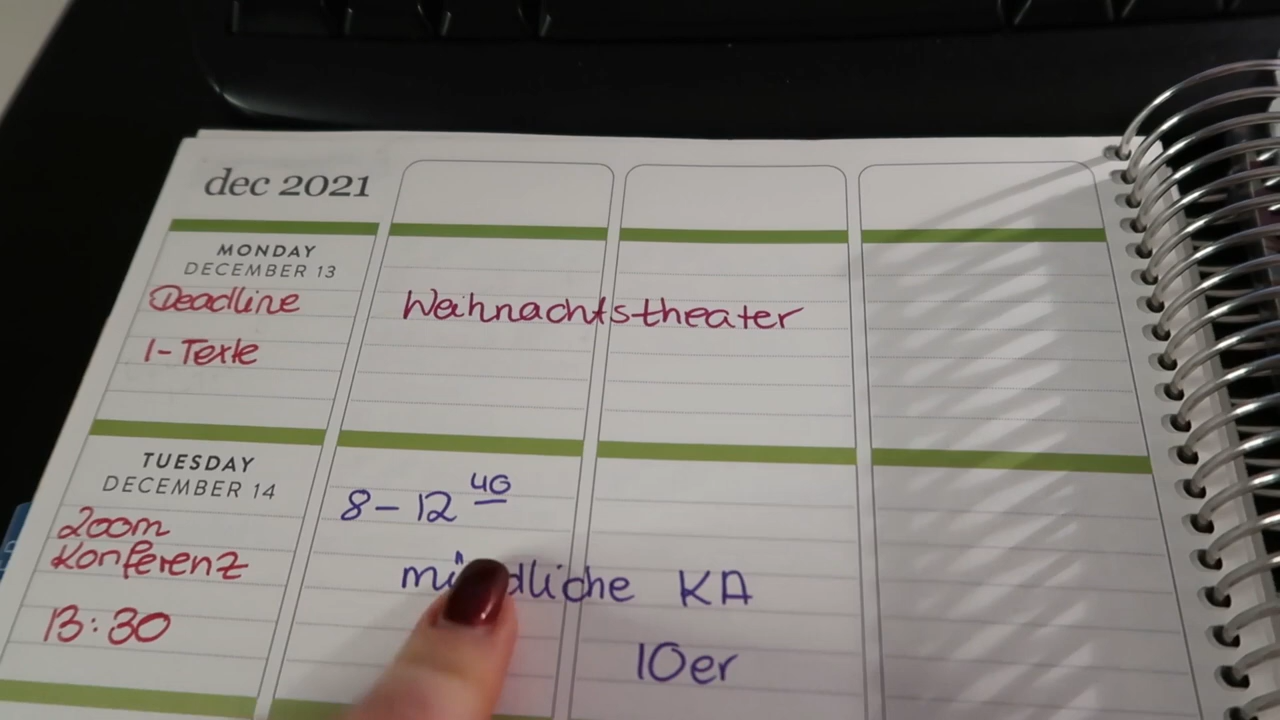 dec 2021
MONDAY
DECEMBER 13
Deadline
1-Texte
Weihnachtstheater
TUESDAY
DECEMBER 14
Zoom
Konferenz
13:30
8-12 40
KA
10er